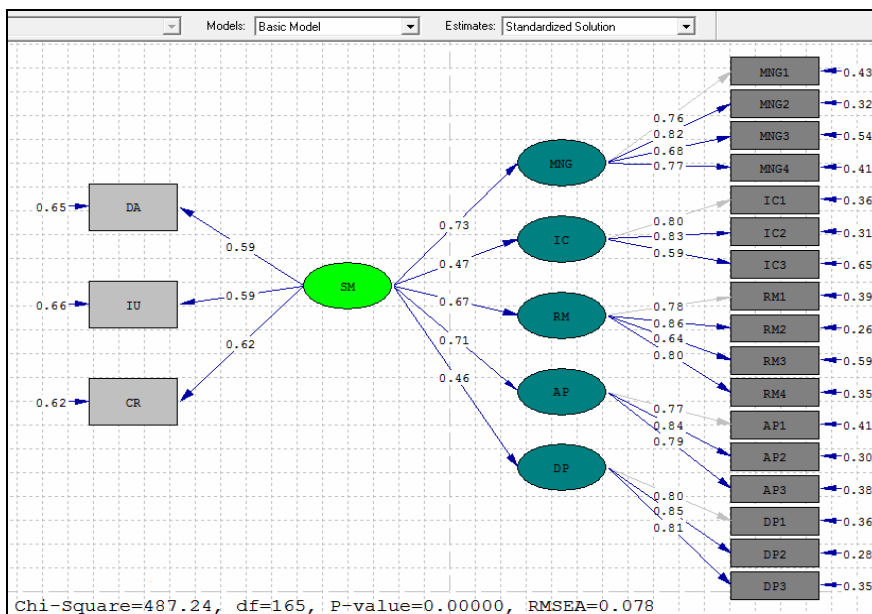 Models: Basic Model Estimates: Standardized Solution
MNG1 0.43
MNG2 0.32
MNG3 0.54
MNG4 0.41
IC1 0.36
IC2 0.31
IC3 0.65
RM1 0.39
RM2 0.26
RM3 0.59
RM4 0.35
AP1 0.41
AP2 0.30
AP3 0.38
DP1 0.36
DP2 0.28
DP3 0.35
0.76
0.82
0.68
0.77
0.80
0.83
0.59
0.78
0.86
0.64
0.80
0.77
0.84
0.79
0.80
0.85
0.81
MNG
IC
RM
AP
DP
0.73
0.47
0.67
0.71
0.46
SM
0.59
0.59
0.62
0.65 DA
0.66 IU
0.62 CR
Chi-Square=487.24, df=165, P-value=0.00000, RMSEA=0.078